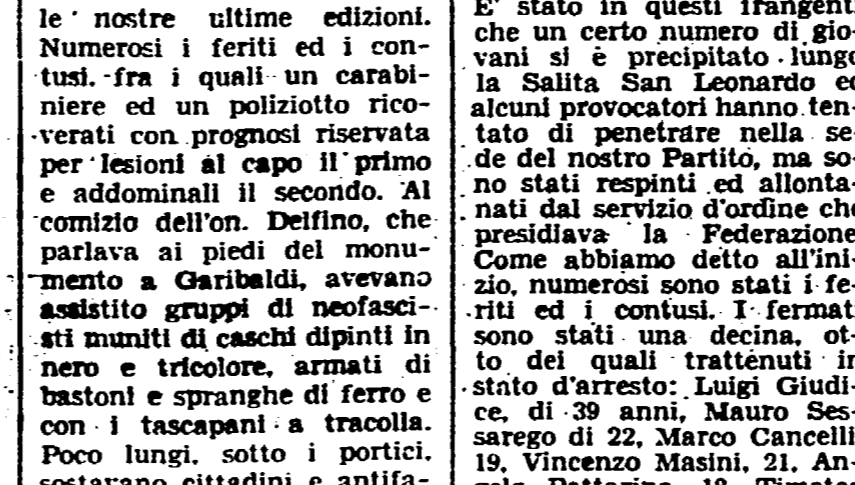 le nostre ultime edizioni.
Numerosi i feriti ed i con-
tusi. fra i quali un carabi-
niere ed un poliziotto rico-
verati con prognosi riservata
per lesioni al capo il primo
e addominali il secondo. Al
comizio dell'on. Delfino, che
parlava ai piedi del monu-
mento a Garibaldi, avevano
assistito gruppi di neofasci-
sti muniti di caschi dipinti in
nero e tricolore, armati di
bastoni e spranghe di ferro e
con i tascapani a tracolla.
Poco lungi, sotto i portici,
sostavano cittadini e antifa-
E' stato in questi frangenti
che un certo numero di gio-
vani si è precipitato lungo
la Salita San Leonardo ed
alcuni provocatori hanno ten-
tato di penetrare nella se-
de del nostro Partito, ma so-
no stati respinti ed allonta-
nati dal servizio d'ordine che
presidiava la Federazione
Come abbiamo detto all'ini-
zio, numerosi sono stati i fe-
riti ed i contusi. I fermati
sono stati una decina, ot-
to dei quali trattenuti in
stato d'arresto: Luigi Giudi-
ce, di 39 anni, Mauro Ses-
sarego di 22, Marco Cancelli
19, Vincenzo Masini, 21, An-